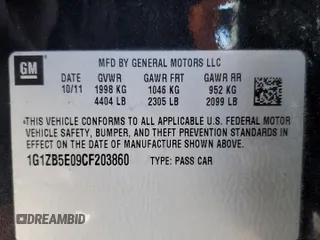 GM
MFD BY GENERAL MOTORS LLC
DATE GVWR GAWR FRT GAWR RR
10/11 1998 KG 1046 KG 952 KG
4404 LB 2305 LB 2099 LB
THIS VEHICLE CONFORMS TO ALL APPLICABLE U.S. FEDERAL MOTOR
VEHICLE SAFETY, BUMPER, AND THEFT PREVENTION STANDARDS IN
EFFECT ON THE DATE OF MANUFACTURE SHOWN ABOVE.
1G1ZB5E09CF203860 TYPE: PASS CAR
DREAMBID